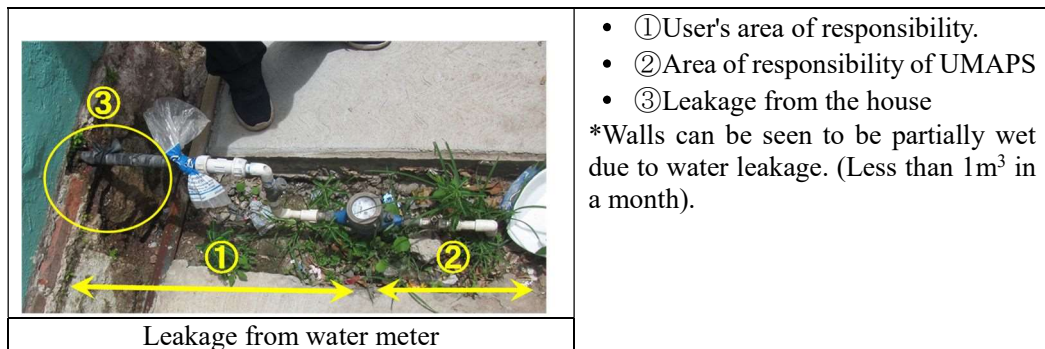 ③
①
②
Leakage from water meter
• ①User's area of responsibility.
• ②Area of responsibility of UMAPS
• ③Leakage from the house
*Walls can be seen to be partially wet
due to water leakage. (Less than 1m³ in
a month).